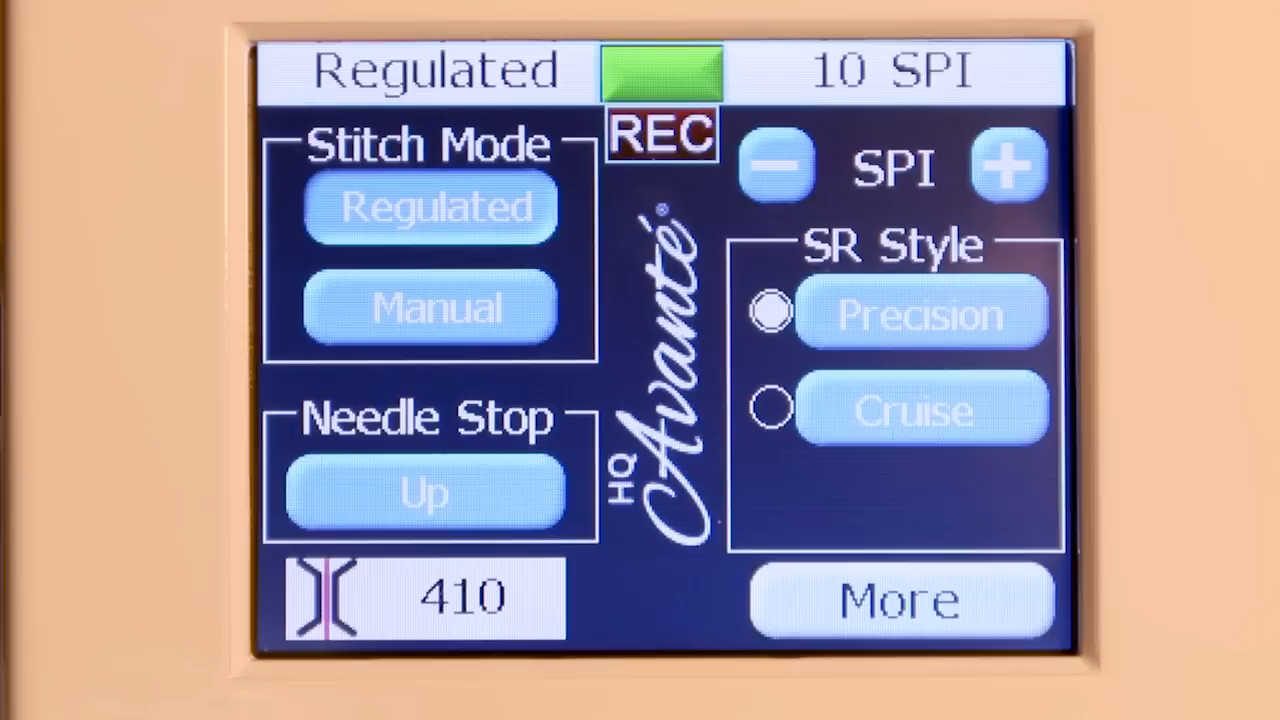 Regulated
10 SPI
REC
Stitch Mode
Regulated
Manual
Needle Stop
Up
410
HQ Avanté®
− SPI +
SR Style
Precision
Cruise
More